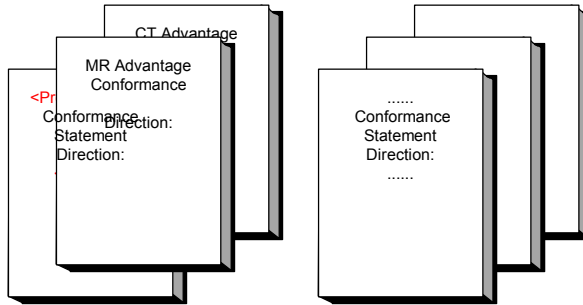 CT Advantage
MR Advantage
Conformance
Direction:
<Pr
Conformance
Statement
Direction:
......
Conformance
Statement
Direction:
......